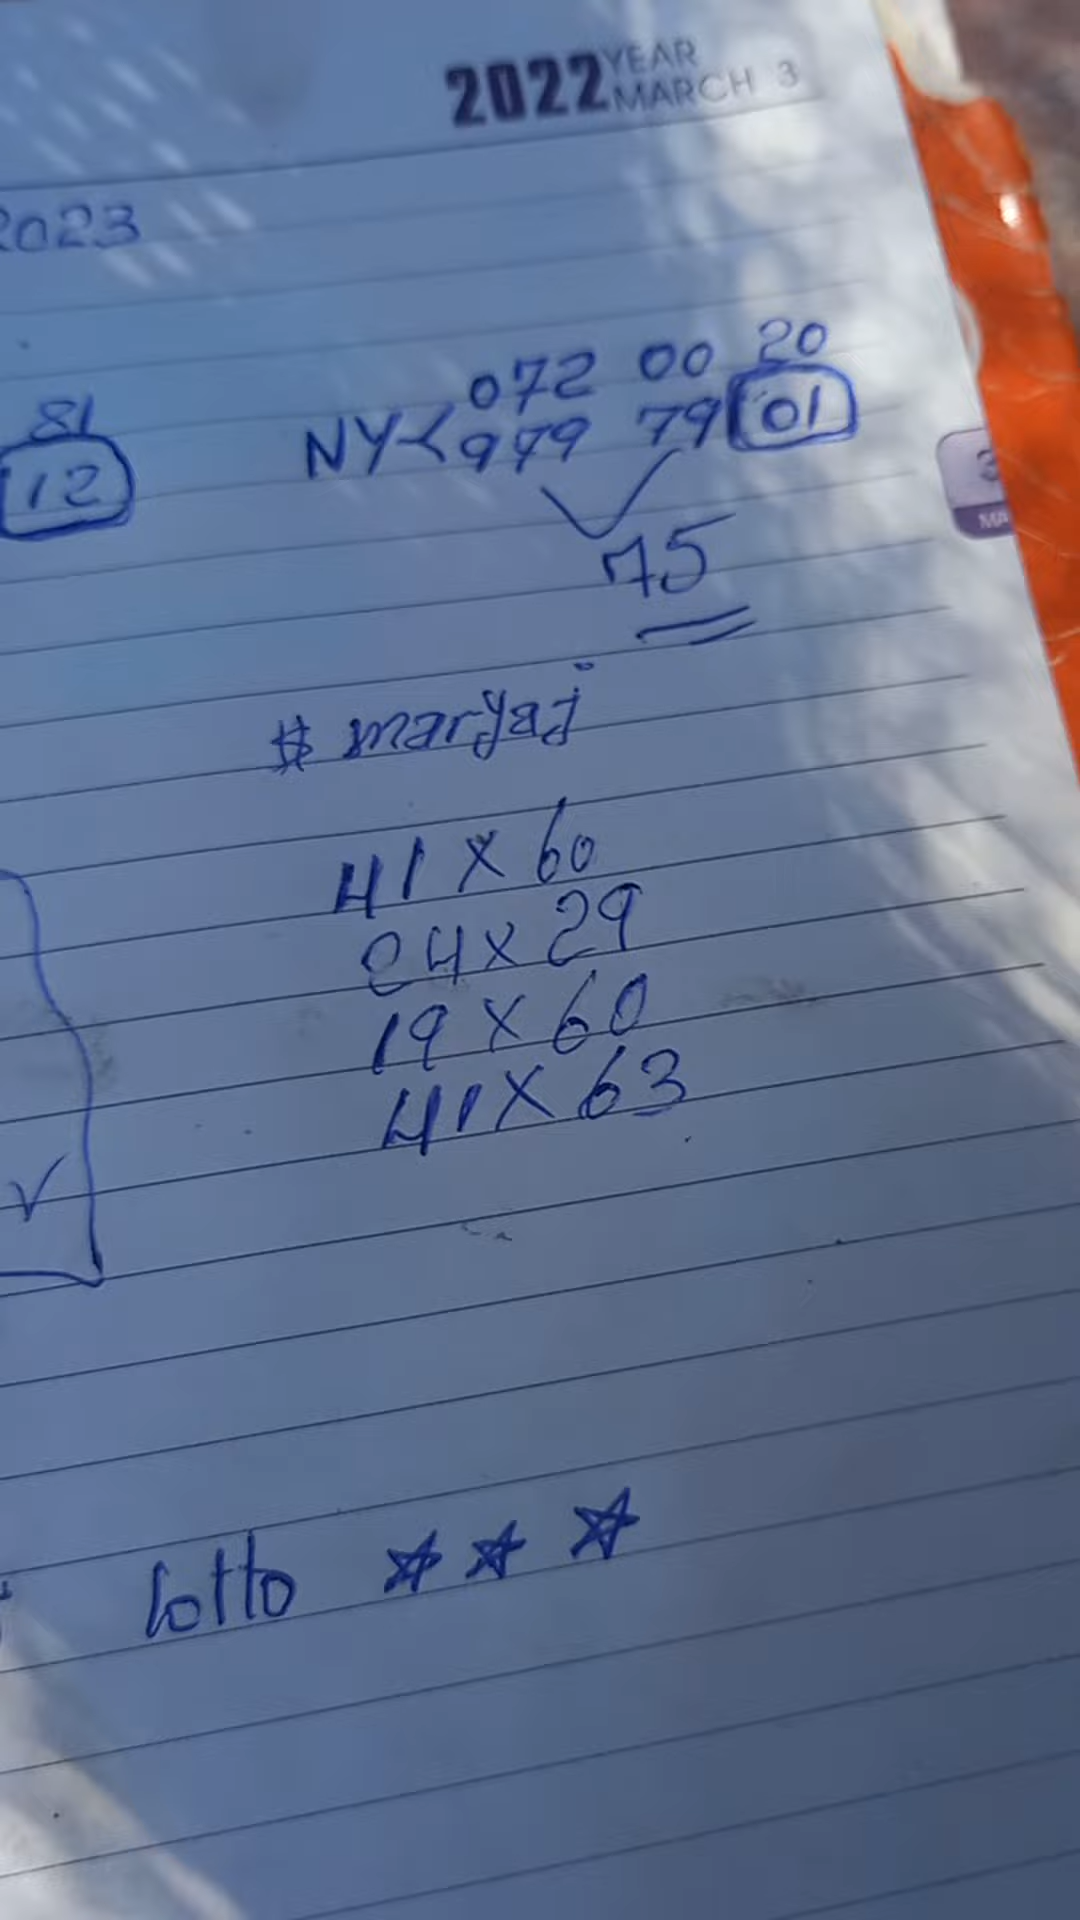 2022 YEAR
MARCH 3
2023
81
12
NY< 072 00 20
979 79 01
75
3
$ maryaj
41 x 60
04 x 29
19 x 60
41 x 63
lotto ☆ ☆ ☆